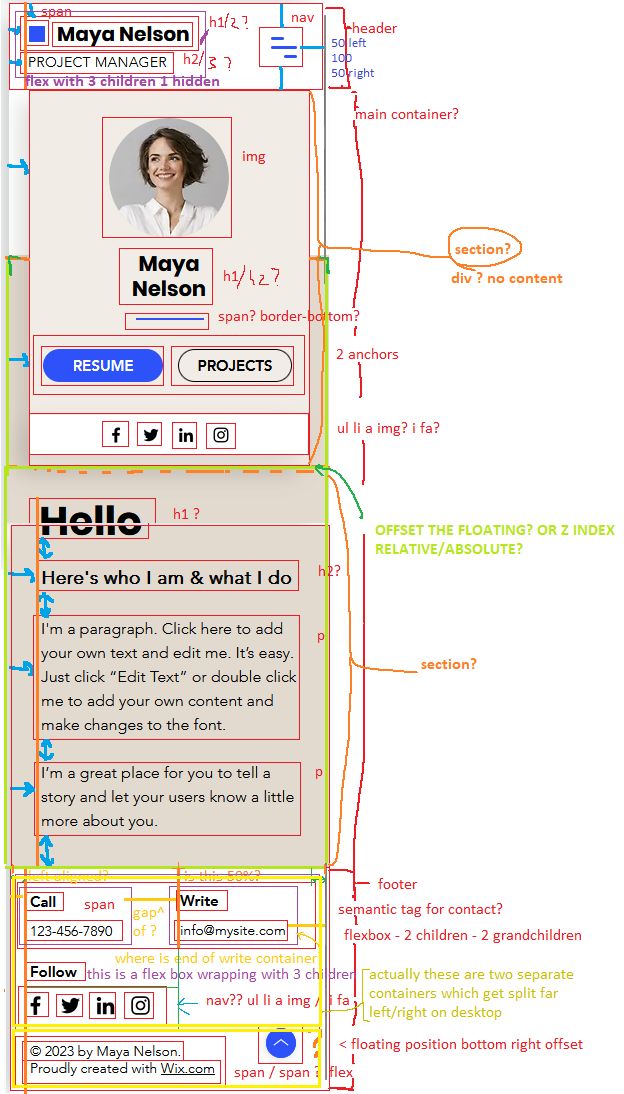 span
Maya Nelson
h1/2?
nav
header
50 left
100
50 right
PROJECT MANAGER
h2/3?
flex with 3 children 1 hidden
main container?
img
section?
div ? no content
Maya
Nelson
h1/h2?
span? border-bottom?
2 anchors
RESUME
PROJECTS
ul li a img? i fa?
Hello
h1 ?
OFFSET THE FLOATING? OR Z INDEX
RELATIVE/ABSOLUTE?
Here's who I am & what I do
h2?
I'm a paragraph. Click here to add
your own text and edit me. It's easy.
Just click “Edit Text” or double click
me to add your own content and
make changes to the font.
p
section?
I'm a great place for you to tell a
story and let your users know a little
more about you.
p
left aligned?
is this 50%?
footer
Call
span
gap^
of ?
Write
semantic tag for contact?
123-456-7890
info@mysite.com
flexbox - 2 children - 2 grandchildren
where is end of write container
Follow
this is a flex box wrapping with 3 children
actually these are two separate
containers which get split far
left/right on desktop
nav?? ul li a img / i fa
© 2023 by Maya Nelson.
Proudly created with Wix.com
?
< floating position bottom right offset
span / span ? flex